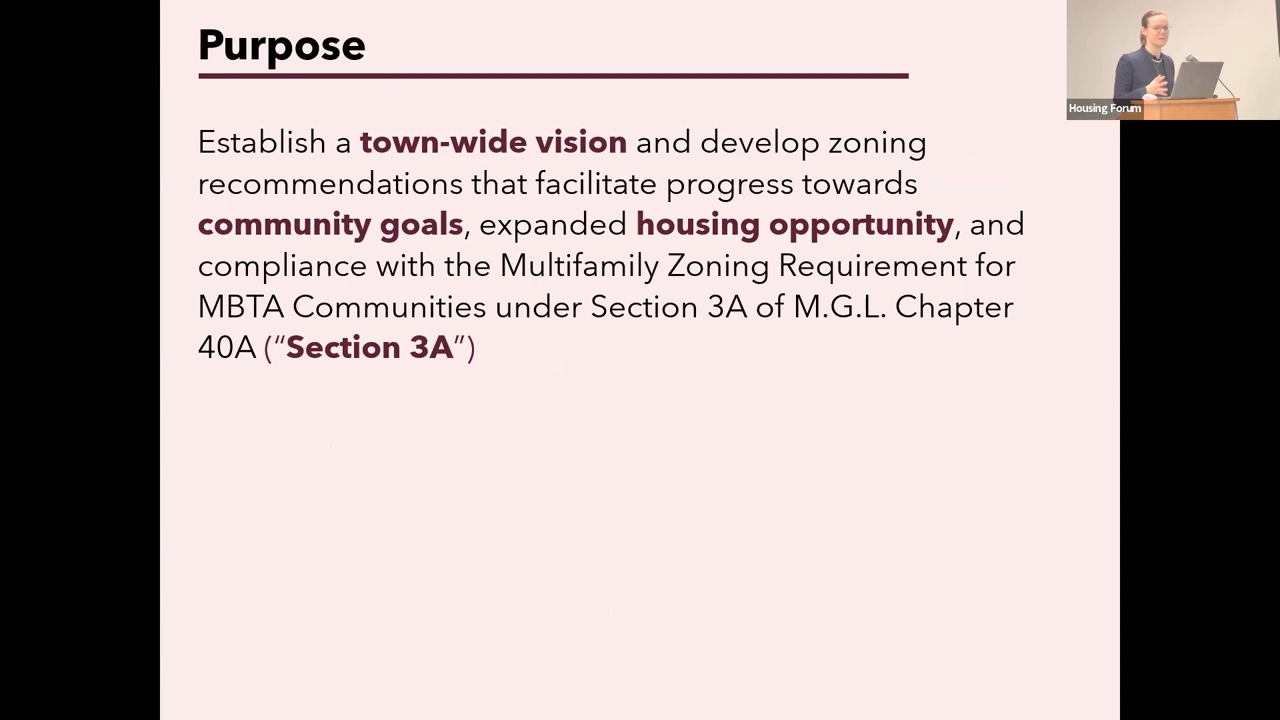 Purpose
Establish a town-wide vision and develop zoning
recommendations that facilitate progress towards
community goals, expanded housing opportunity, and
compliance with the Multifamily Zoning Requirement for
MBTA Communities under Section 3A of M.G.L. Chapter
40A (“Section 3A”)
Housing Forum